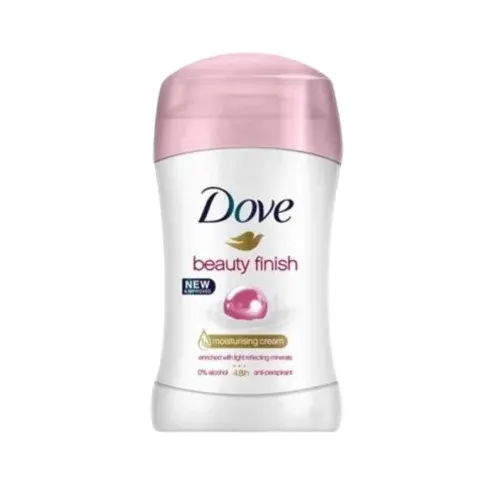 Dove
beauty finish
NEW
& IMPROVED
moisturising cream
enriched with light reflecting minerals
0% alcohol 48h anti-perspirant